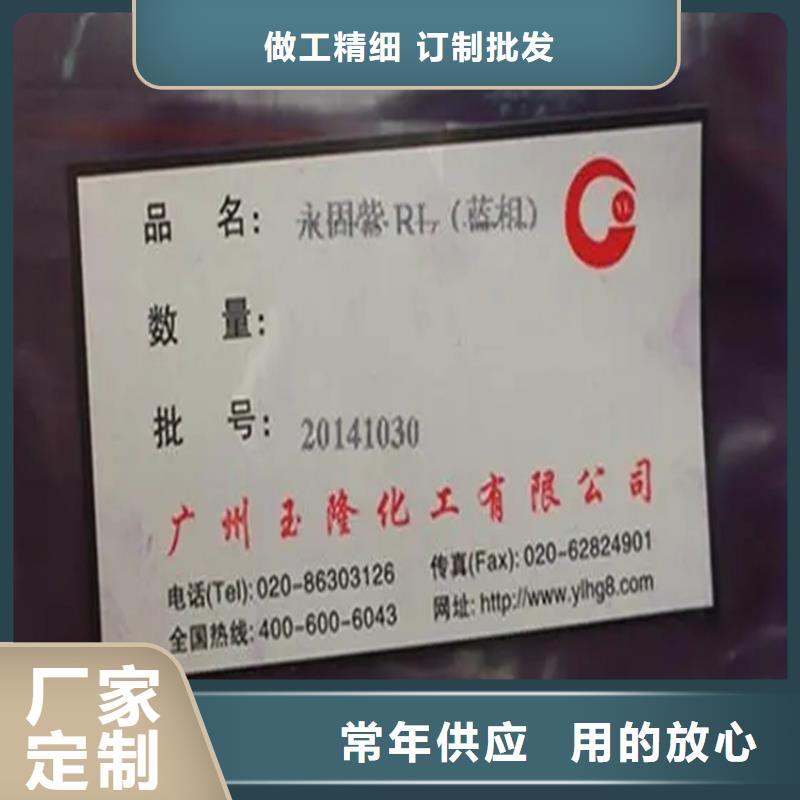 做工精细 订制批发
品 名: 永固紫 RL (蓝相)
数 量:
批 号: 20141030
广州玉隆化工有限公司
电话(Tel): 020-86303126 传真(Fax): 020-62824901
全国热线: 400-600-6043 网址: http://www.ylhg8.com
厂家
定制
常年供应 用的放心